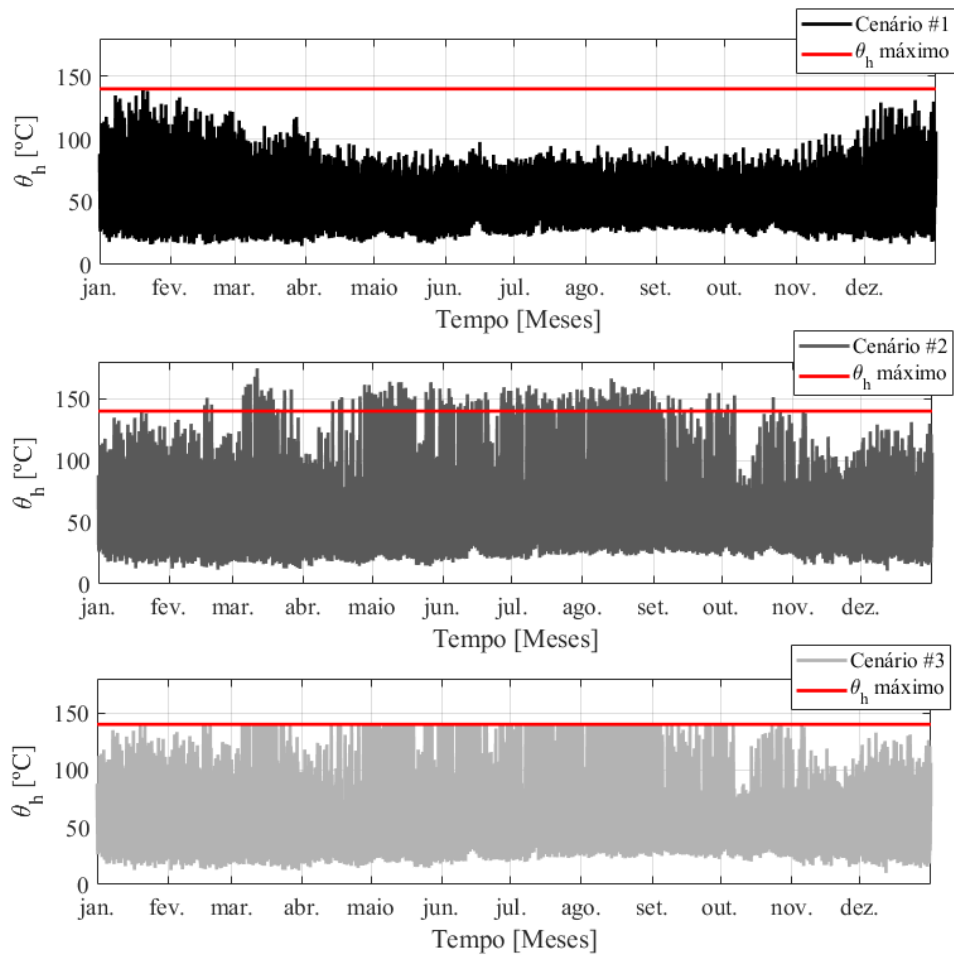 Cenário #1
θh máximo
150
100
50
0
θh [ºC]
jan. fev. mar. abr. maio jun. jul. ago. set. out. nov. dez.
Tempo [Meses]
Cenário #2
θh máximo
150
100
50
0
θh [ºC]
jan. fev. mar. abr. maio jun. jul. ago. set. out. nov. dez.
Tempo [Meses]
Cenário #3
θh máximo
150
100
50
0
θh [ºC]
jan. fev. mar. abr. maio jun. jul. ago. set. out. nov. dez.
Tempo [Meses]